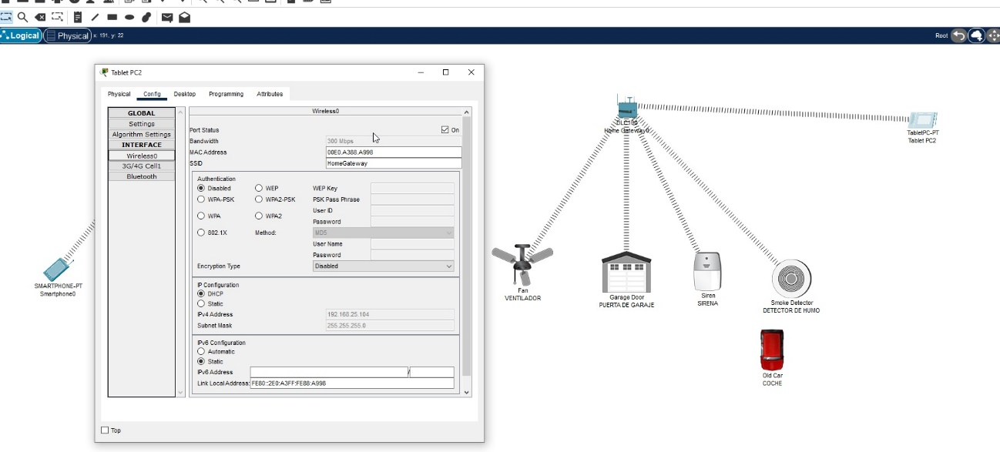 Logical Physical x: 191, y: 22 Root
Tablet PC2
Physical Config Desktop Programming Attributes
GLOBAL
Settings
Algorithm Settings
INTERFACE
Wireless0
3G/4G Cell1
Bluetooth
Wireless0
Port Status On
Bandwidth 300 Mbps
MAC Address 00E0.A388.A998
SSID HomeGateway
Authentication
Disabled WEP WEP Key
WPA-PSK WPA2-PSK PSK Pass Phrase
User ID
WPA WPA2
Password
802.1X Method: MD5
User Name
Password
Encryption Type Disabled
IP Configuration
DHCP
Static
IPv4 Address 192.168.25.104
Subnet Mask 255.255.255.0
IPv6 Configuration
Automatic
Static
IPv6 Address /
Link Local Address: FE80::2E0:A3FF:FE88:A998
Top
SMARTPHONE-PT
Smartphone0
DLC100
Home Gateway0
TabletPC-PT
Tablet PC2
Fan
VENTILADOR
Garage Door
PUERTA DE GARAJE
Siren
SIRENA
Smoke Detector
DETECTOR DE HUMO
Old Car
COCHE